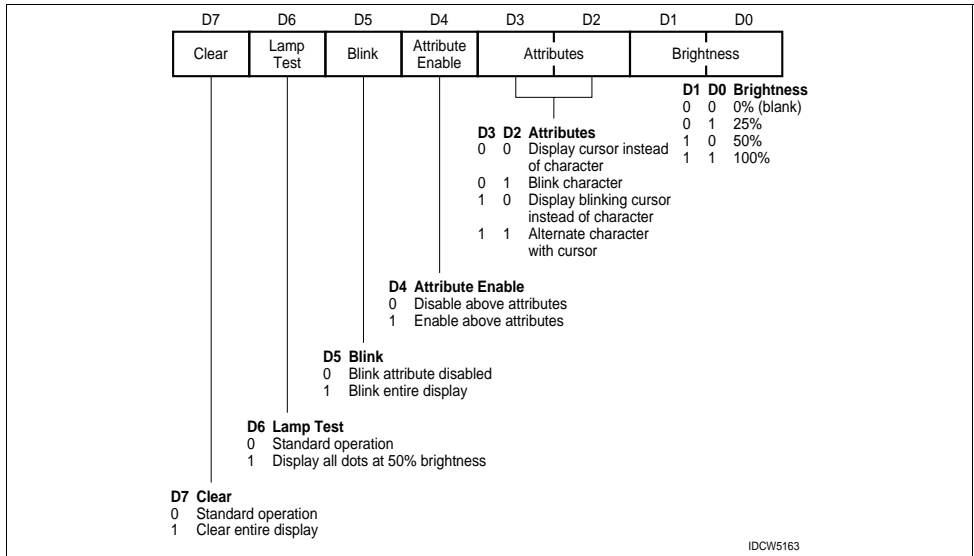 D7 D6 D5 D4 D3 D2 D1 D0
Clear
Lamp
Test
Blink
Attribute
Enable
Attributes
Brightness
D1 D0 Brightness
0 0 0% (blank)
0 1 25%
1 0 50%
1 1 100%
D3 D2 Attributes
0 0 Display cursor instead
of character
0 1 Blink character
1 0 Display blinking cursor
instead of character
1 1 Alternate character
with cursor
D4 Attribute Enable
0 Disable above attributes
1 Enable above attributes
D5 Blink
0 Blink attribute disabled
1 Blink entire display
D6 Lamp Test
0 Standard operation
1 Display all dots at 50% brightness
D7 Clear
0 Standard operation
1 Clear entire display
IDCW5163